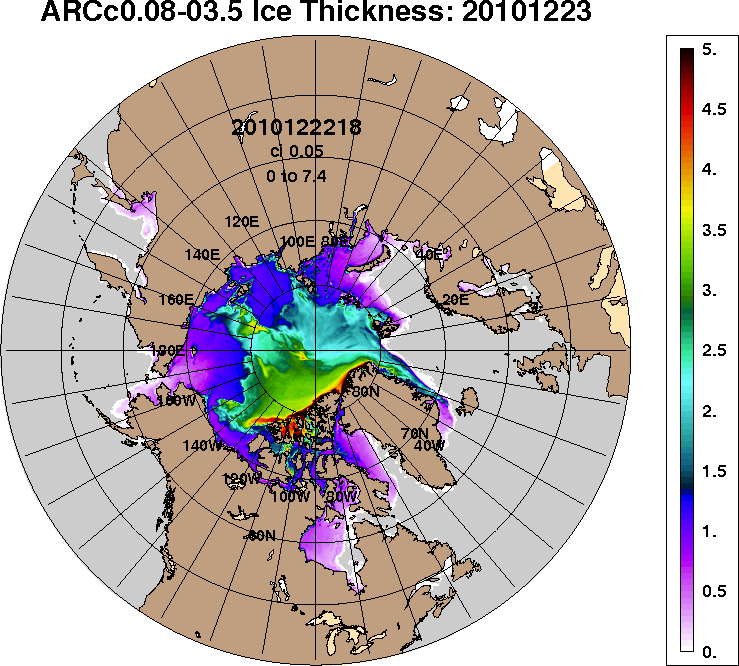 ARCc0.08-03.5 Ice Thickness: 20101223
2010122218
ci 0.05
0 to 7.4
120E
100E 80E
140E
40E
160E
20E
180E
160W
80N
70N
140W
40W
120W
100W 80W
60N
5.
4.5
4.
3.5
3.
2.5
2.
1.5
1.
0.5
0.